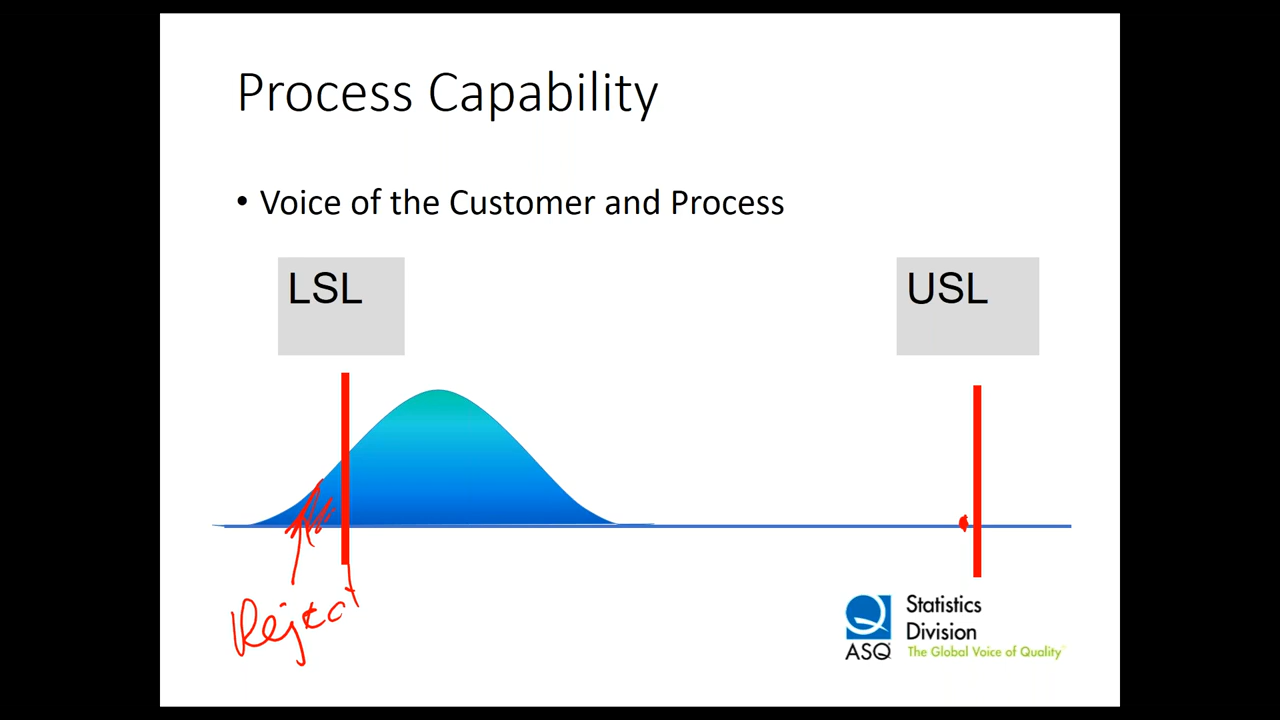 Process Capability
• Voice of the Customer and Process
LSL
USL
Reject
Statistics
Division
ASQ
The Global Voice of Quality